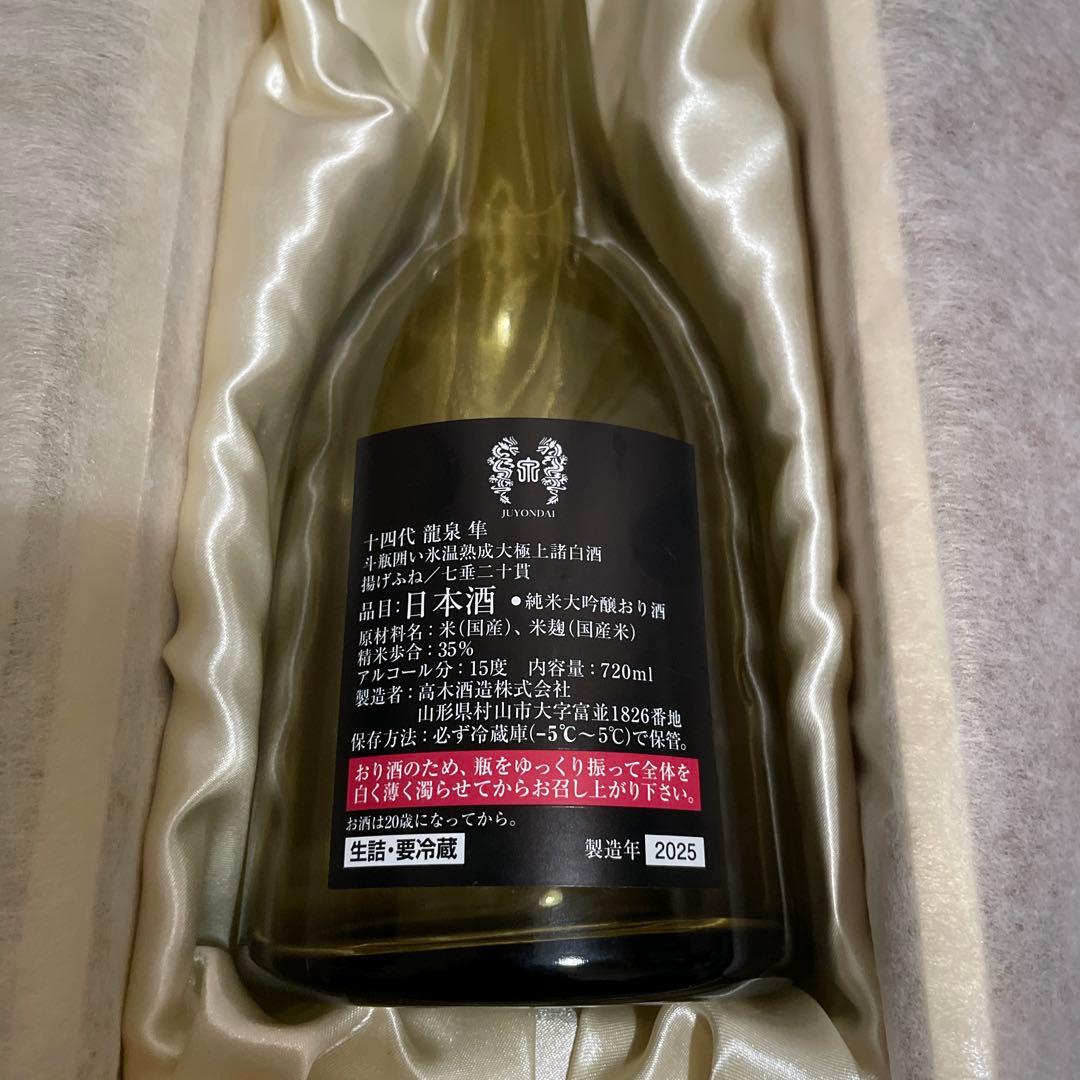 JUYONDAI
十四代 龍泉 隼
斗瓶囲い氷温熟成大極上諸白酒
揚げふね／七垂二十貫
品目：日本酒 ●純米大吟醸おり酒
原材料名：米（国産）、米麹（国産米）
精米歩合：35%
アルコール分：15度 内容量：720ml
製造者：高木酒造株式会社
山形県村山市大字富並1826番地
保存方法：必ず冷蔵庫(−5℃〜5℃)で保管。
おり酒のため、瓶をゆっくり振って全体を
白く薄く濁らせてからお召し上がり下さい。
お酒は20歳になってから。
生詰・要冷蔵 製造年 2025